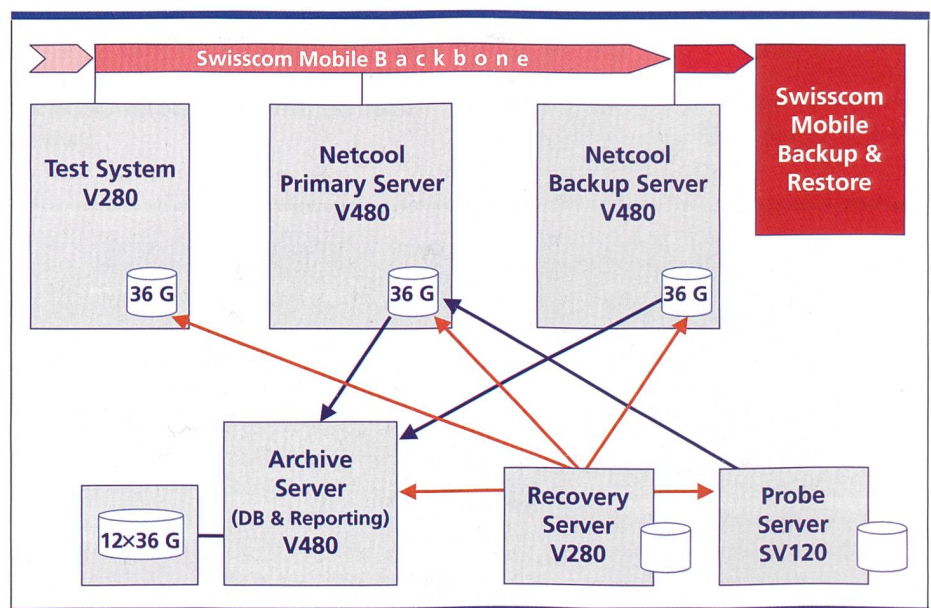 Swisscom Mobile Backbone
Swisscom
Mobile
Backup &
Restore
Test System
V280
36 G
Netcool
Primary Server
V480
36 G
Netcool
Backup Server
V480
36 G
Archive
Server
(DB & Reporting)
V480
12×36 G
Recovery
Server
V280
Probe
Server
SV120